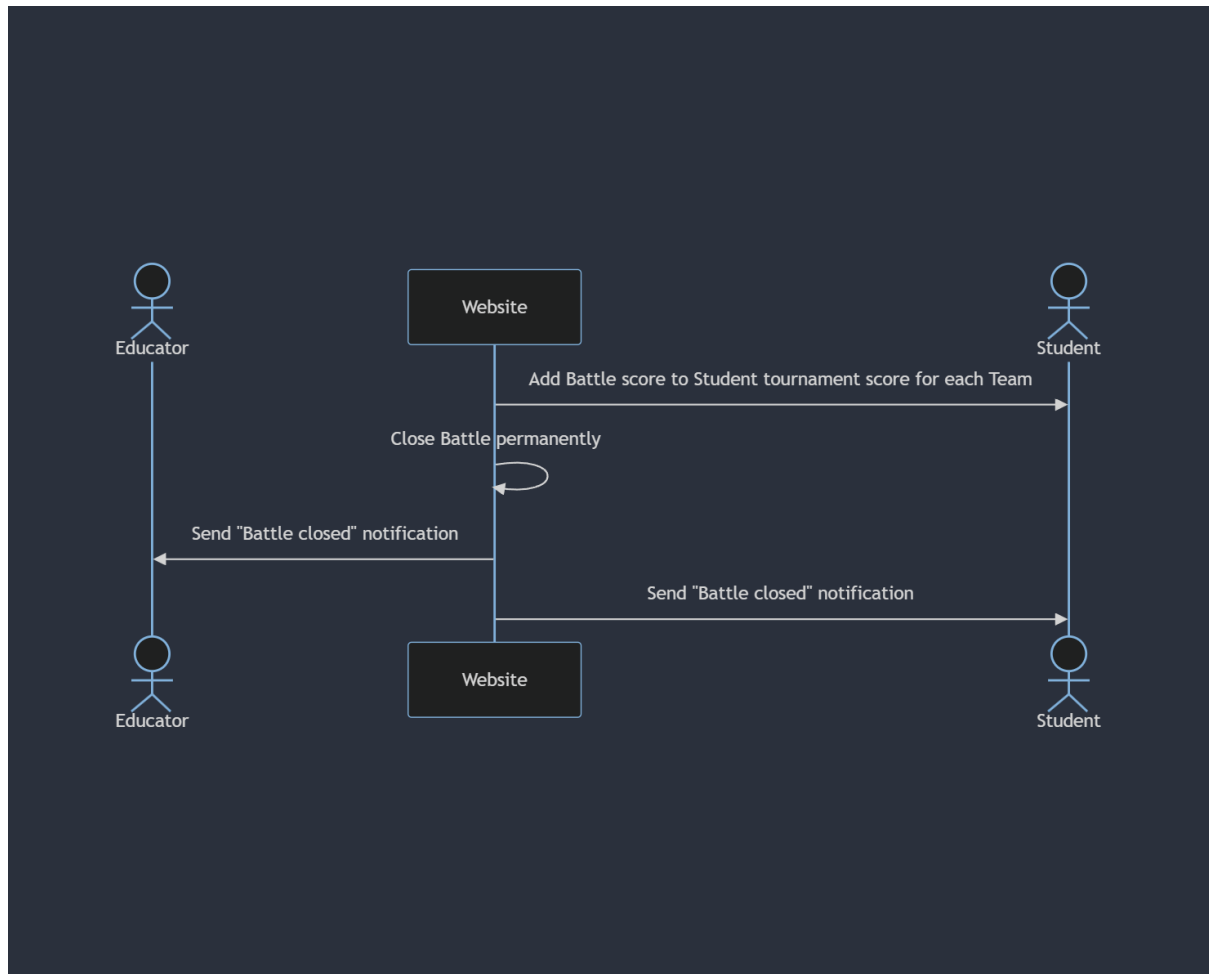 Website
Educator
Student
Add Battle score to Student tournament score for each Team
Close Battle permanently
Send "Battle closed" notification
Send "Battle closed" notification
Website
Educator
Student